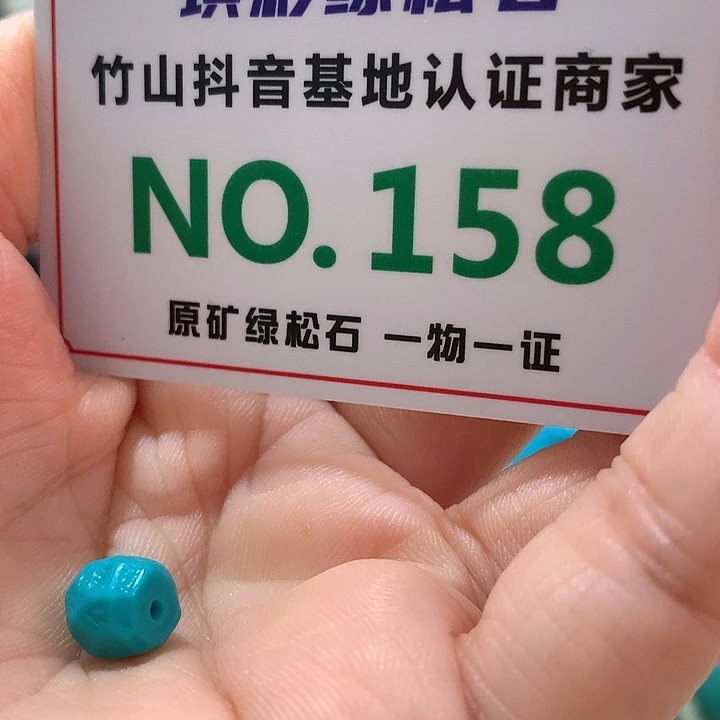 竹山抖音基地认证商家
NO.158
原矿绿松石 一物一证